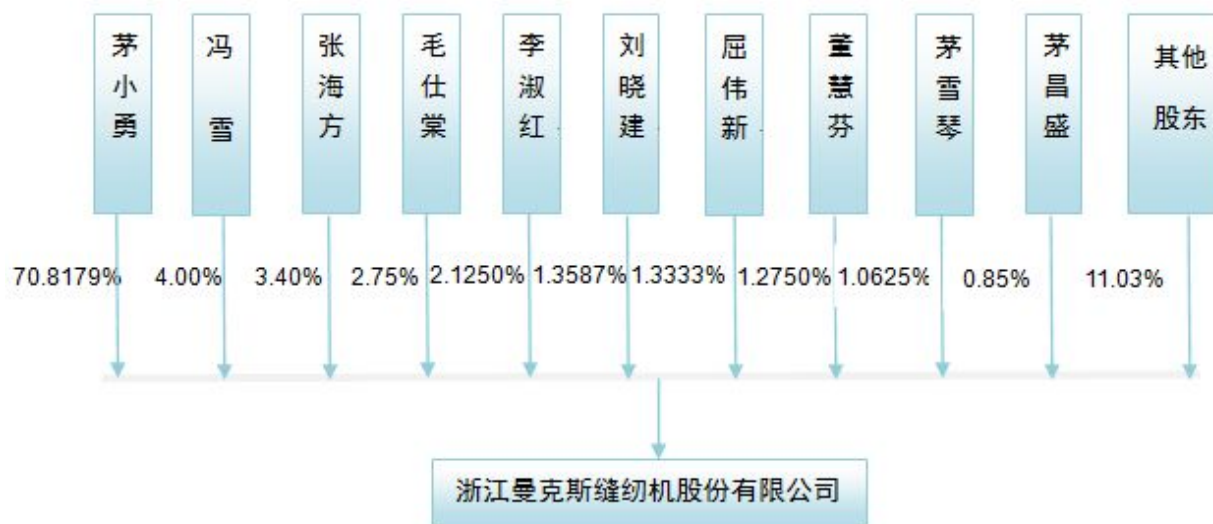 茅小勇
冯雪
张海方
毛仕棠
李淑红
刘晓建
屈伟新
董慧芬
茅雪琴
茅昌盛
其他
股东
70.8179%
4.00%
3.40%
2.75%
2.1250%
1.3587%
1.3333%
1.2750%
1.0625%
0.85%
11.03%
浙江曼克斯缝纫机股份有限公司